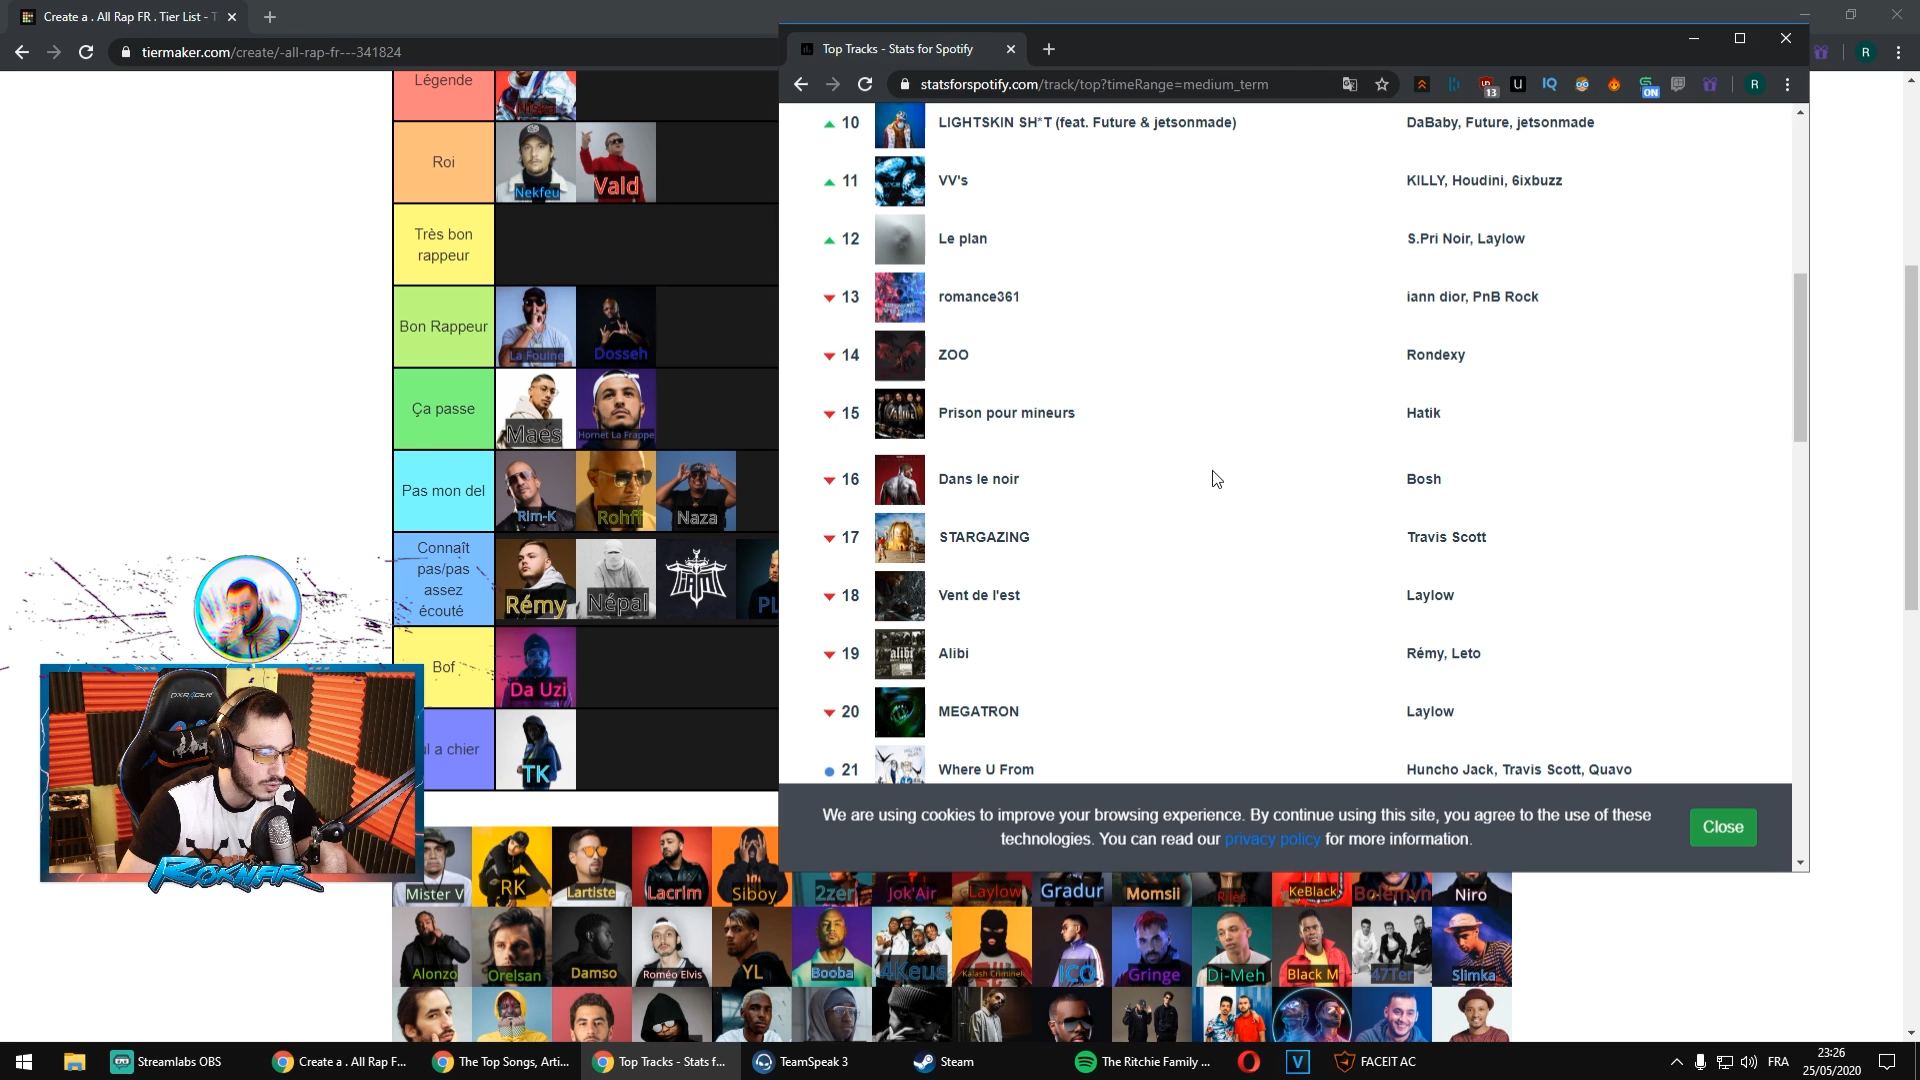 Create a . All Rap FR . Tier List - T
tiermaker.com/create/-all-rap-fr---341824
Top Tracks - Stats for Spotify
statsforspotify.com/track/top?timeRange=medium_term
13
U
IQ
ON
R
R
Légende
Roi
Nekfeu
Vald
Très bon
rappeur
Bon Rappeur
La Fouine
Dosseh
Ça passe
Maes
Hornet La Frappe
Pas mon del
Rim-K
Rohff
Naza
Connaît
pas/pas
assez
écouté
Rémy
Népal
IAM
PL
Bof
Da Uzi
ul a chier
TK
10 LIGHTSKIN SH*T (feat. Future & jetsonmade) DaBaby, Future, jetsonmade
11 VV's KILLY, Houdini, 6ixbuzz
12 Le plan S.Pri Noir, Laylow
13 romance361 iann dior, PnB Rock
14 ZOO Rondexy
15 Prison pour mineurs Hatik
16 Dans le noir Bosh
17 STARGAZING Travis Scott
18 Vent de l'est Laylow
19 Alibi Rémy, Leto
20 MEGATRON Laylow
21 Where U From Huncho Jack, Travis Scott, Quavo
We are using cookies to improve your browsing experience. By continue using this site, you agree to the use of these
technologies. You can read our privacy policy for more information.
Close
DXRACER
ROKNAR
Mister V
RK
Lartiste
Lacrim
Siboy
2zer
Jok'Air
Laylow
Gradur
Momsii
Rilès
KeBlack
Bolemvn
Niro
Alonzo
Orelsan
Damso
Roméo Elvis
YL
Booba
4Keus
Kalash Criminel
ICO
Gringe
Di-Meh
Black M
47Ter
Slimka
Streamlabs OBS
Create a . All Rap F...
The Top Songs, Arti...
Top Tracks - Stats f...
TeamSpeak 3
Steam
The Ritchie Family ...
V
FACEIT AC
FRA
23:26
25/05/2020